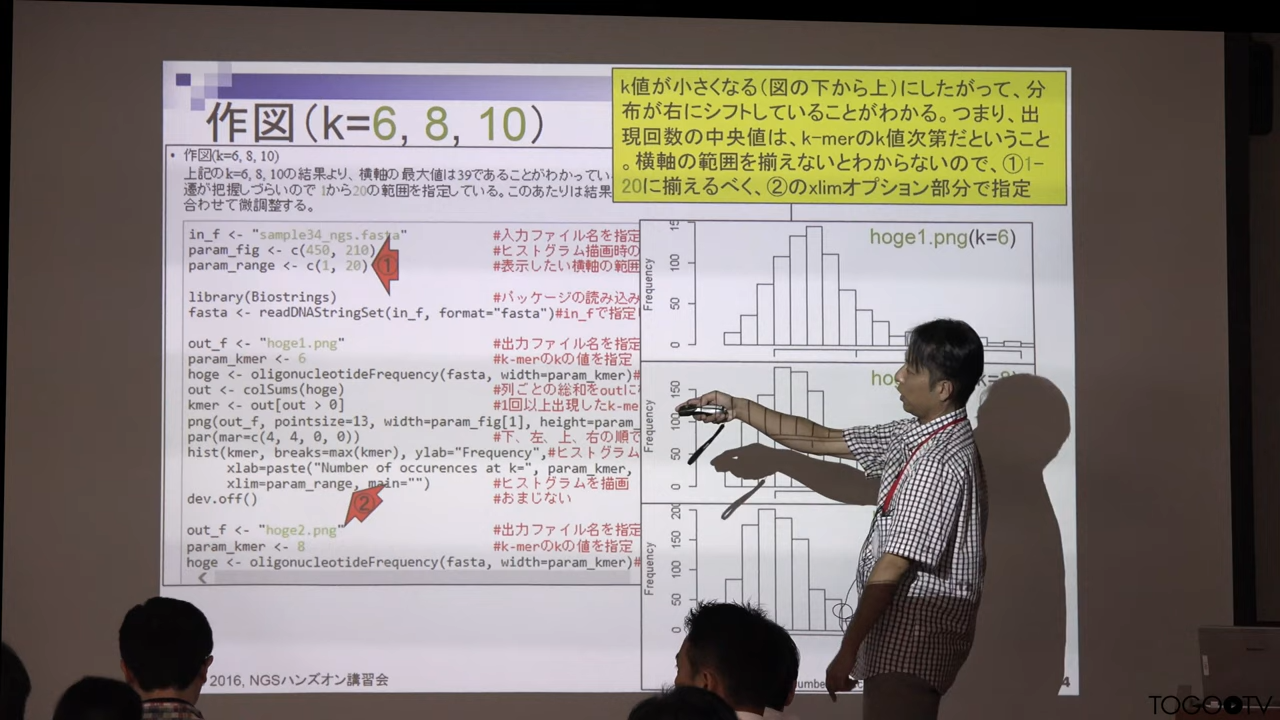 作図(k=6, 8, 10)
k値が小さくなる(図の下から上)にしたがって、分
布が右にシフトしていることがわかる。つまり、出
現回数の中央値は、k-merのk値次第だということ
。横軸の範囲を揃えないとわからないので、①1-
20に揃えるべく、②のxlimオプション部分で指定
• 作図(k=6, 8, 10)
上記のk=6, 8, 10の結果より、横軸の最大値は39であることがわかってい
遷が把握しづらいので 1から20の範囲を指定している。このあたりは結果
合わせて微調整する。
in_f <- "sample34_ngs.fasta" #入力ファイル名を指定
param_fig <- c(450, 210) #ヒストグラム描画時の
param_range <- c(1, 20) #表示したい横軸の範囲
①
library(Biostrings) #パッケージの読み込み
fasta <- readDNAStringSet(in_f, format="fasta")#in_fで指定
out_f <- "hoge1.png" #出力ファイル名を指定
param_kmer <- 6 #k-merのkの値を指定
hoge <- oligonucleotideFrequency(fasta, width=param_kmer)#
out <- colSums(hoge) #列ごとの総和をoutに
kmer <- out[out > 0] #1回以上出現したk-me
png(out_f, pointsize=13, width=param_fig[1], height=param_
par(mar=c(4, 4, 0, 0)) #下、左、上、右の順で
hist(kmer, breaks=max(kmer), ylab="Frequency",#ヒストグラム
xlab=paste("Number of occurences at k=", param_kmer,
xlim=param_range, main="") #ヒストグラムを描画
dev.off() #おまじない
②
out_f <- "hoge2.png" #出力ファイル名を指定
param_kmer <- 8 #k-merのkの値を指定
hoge <- oligonucleotideFrequency(fasta, width=param_kmer)#
hoge1.png(k=6)
Frequency
0 50 100 150
Frequency
0 50 100 150
Frequency
0 50 100 150 200
2016, NGSハンズオン講習会
TOGOTV